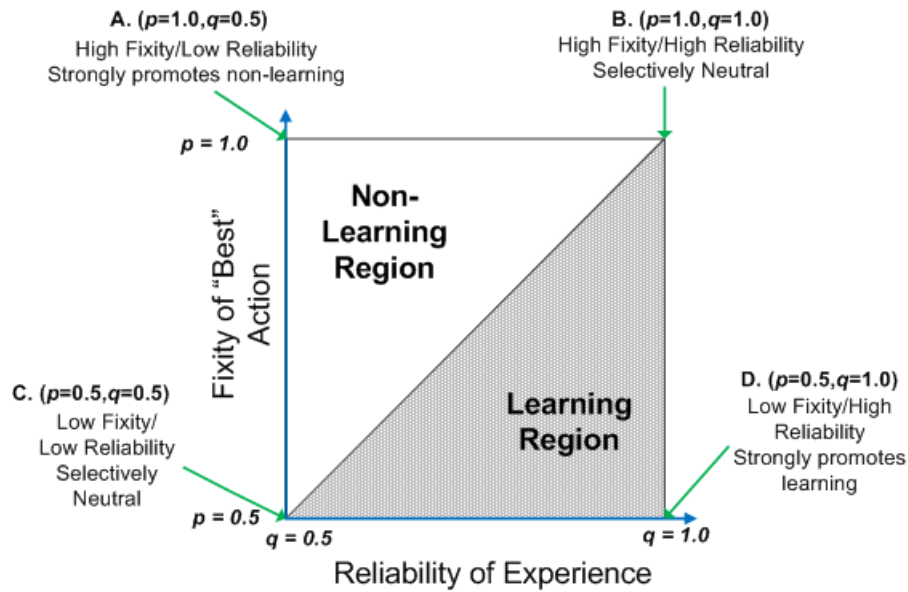 A. (p=1.0,q=0.5)
High Fixity/Low Reliability
Strongly promotes non-learning
B. (p=1.0,q=1.0)
High Fixity/High Reliability
Selectively Neutral
p = 1.0
Non-
Learning
Region
Fixity of “Best”
Action
C. (p=0.5,q=0.5)
Low Fixity/
Low Reliability
Selectively
Neutral
Learning
Region
D. (p=0.5,q=1.0)
Low Fixity/High
Reliability
Strongly promotes
learning
p = 0.5
q = 0.5
q = 1.0
Reliability of Experience